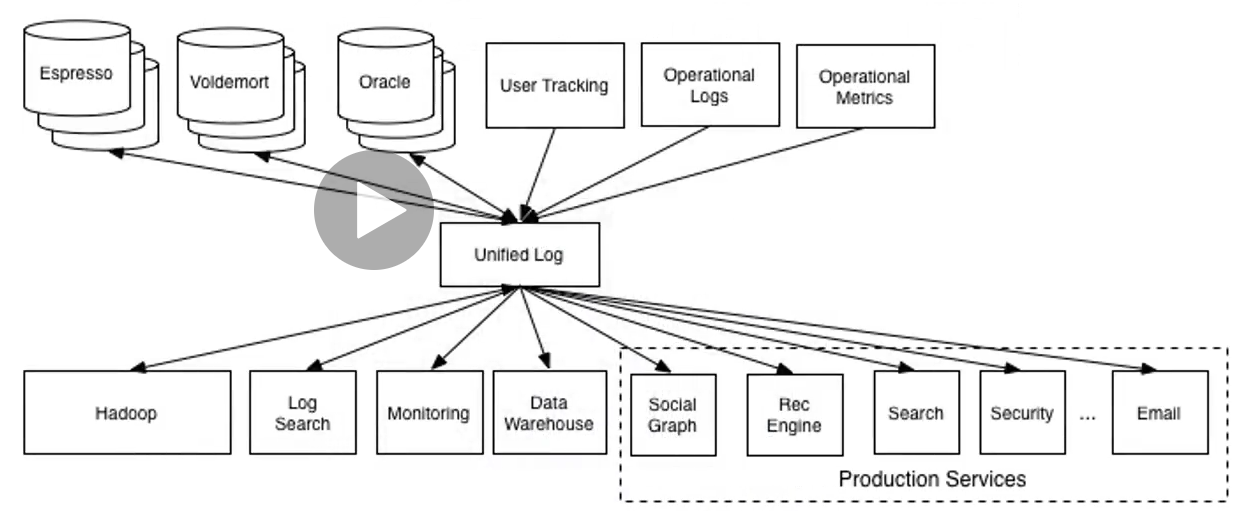 Espresso
Voldemort
Oracle
User Tracking
Operational
Logs
Operational
Metrics
Unified Log
Hadoop
Log
Search
Monitoring
Data
Warehouse
Social
Graph
Rec
Engine
Search
Security
...
Email
Production Services